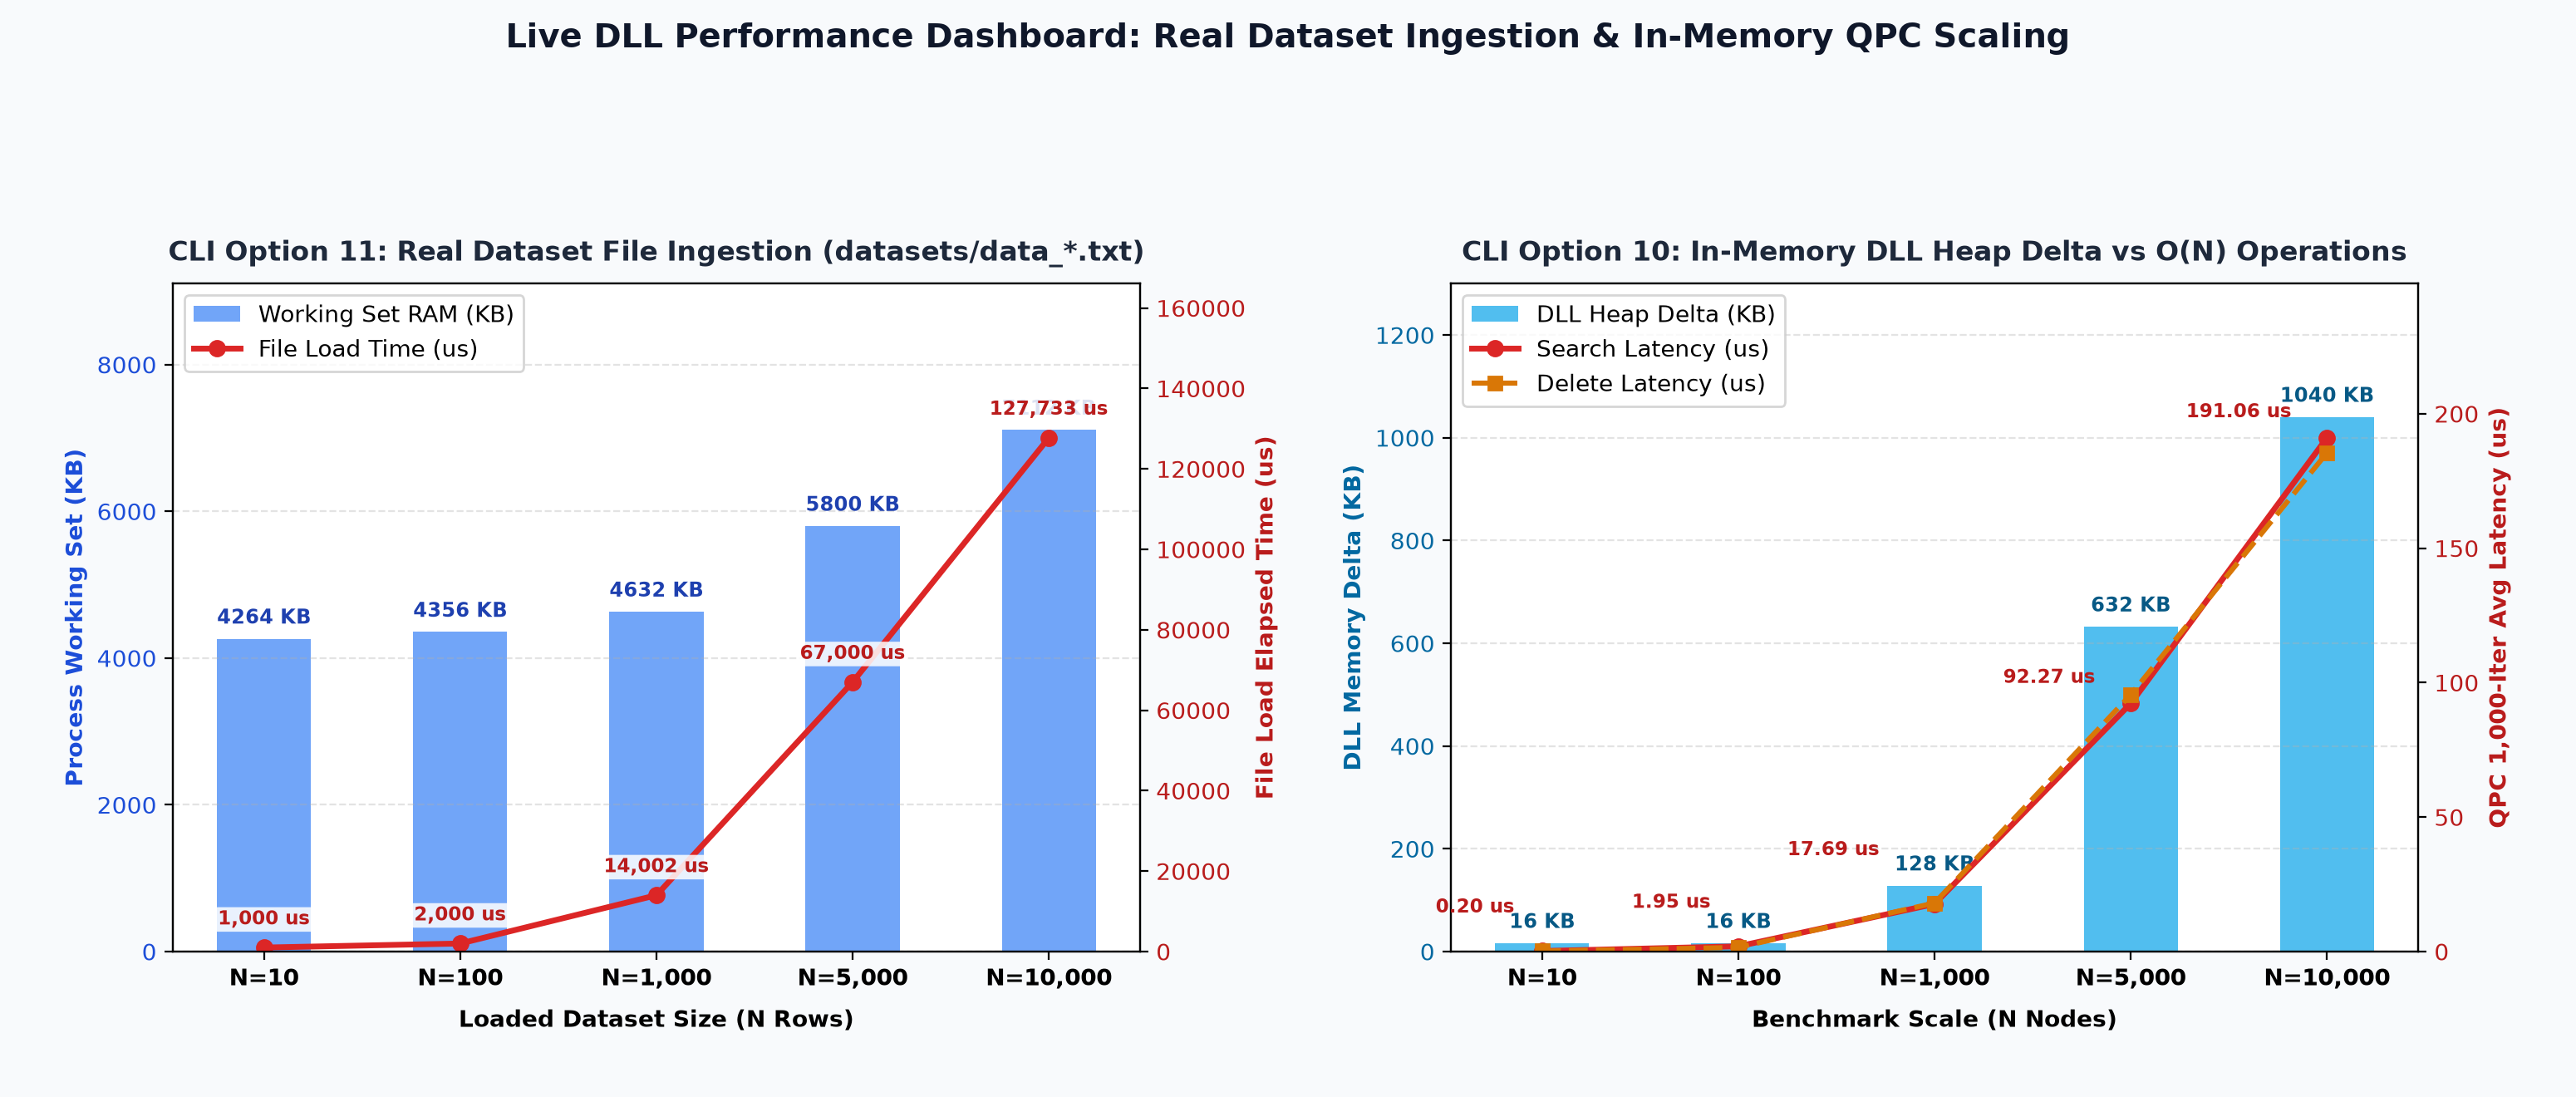 Live DLL Performance Dashboard: Real Dataset Ingestion & In-Memory QPC Scaling
CLI Option 11: Real Dataset File Ingestion (datasets/data_*.txt)
Working Set RAM (KB)
File Load Time (us)
Process Working Set (KB)
8000
6000
4000
2000
0
4264 KB
4356 KB
4632 KB
5800 KB
127,733 us
67,000 us
14,002 us
2,000 us
1,000 us
160000
140000
120000
100000
80000
60000
40000
20000
0
File Load Elapsed Time (us)
N=10
N=100
N=1,000
N=5,000
N=10,000
Loaded Dataset Size (N Rows)
CLI Option 10: In-Memory DLL Heap Delta vs O(N) Operations
DLL Heap Delta (KB)
Search Latency (us)
Delete Latency (us)
DLL Memory Delta (KB)
1200
1000
800
600
400
200
0
16 KB
16 KB
128 KB
632 KB
1040 KB
0.20 us
1.95 us
17.69 us
92.27 us
191.06 us
200
150
100
50
0
QPC 1,000-Iter Avg Latency (us)
N=10
N=100
N=1,000
N=5,000
N=10,000
Benchmark Scale (N Nodes)